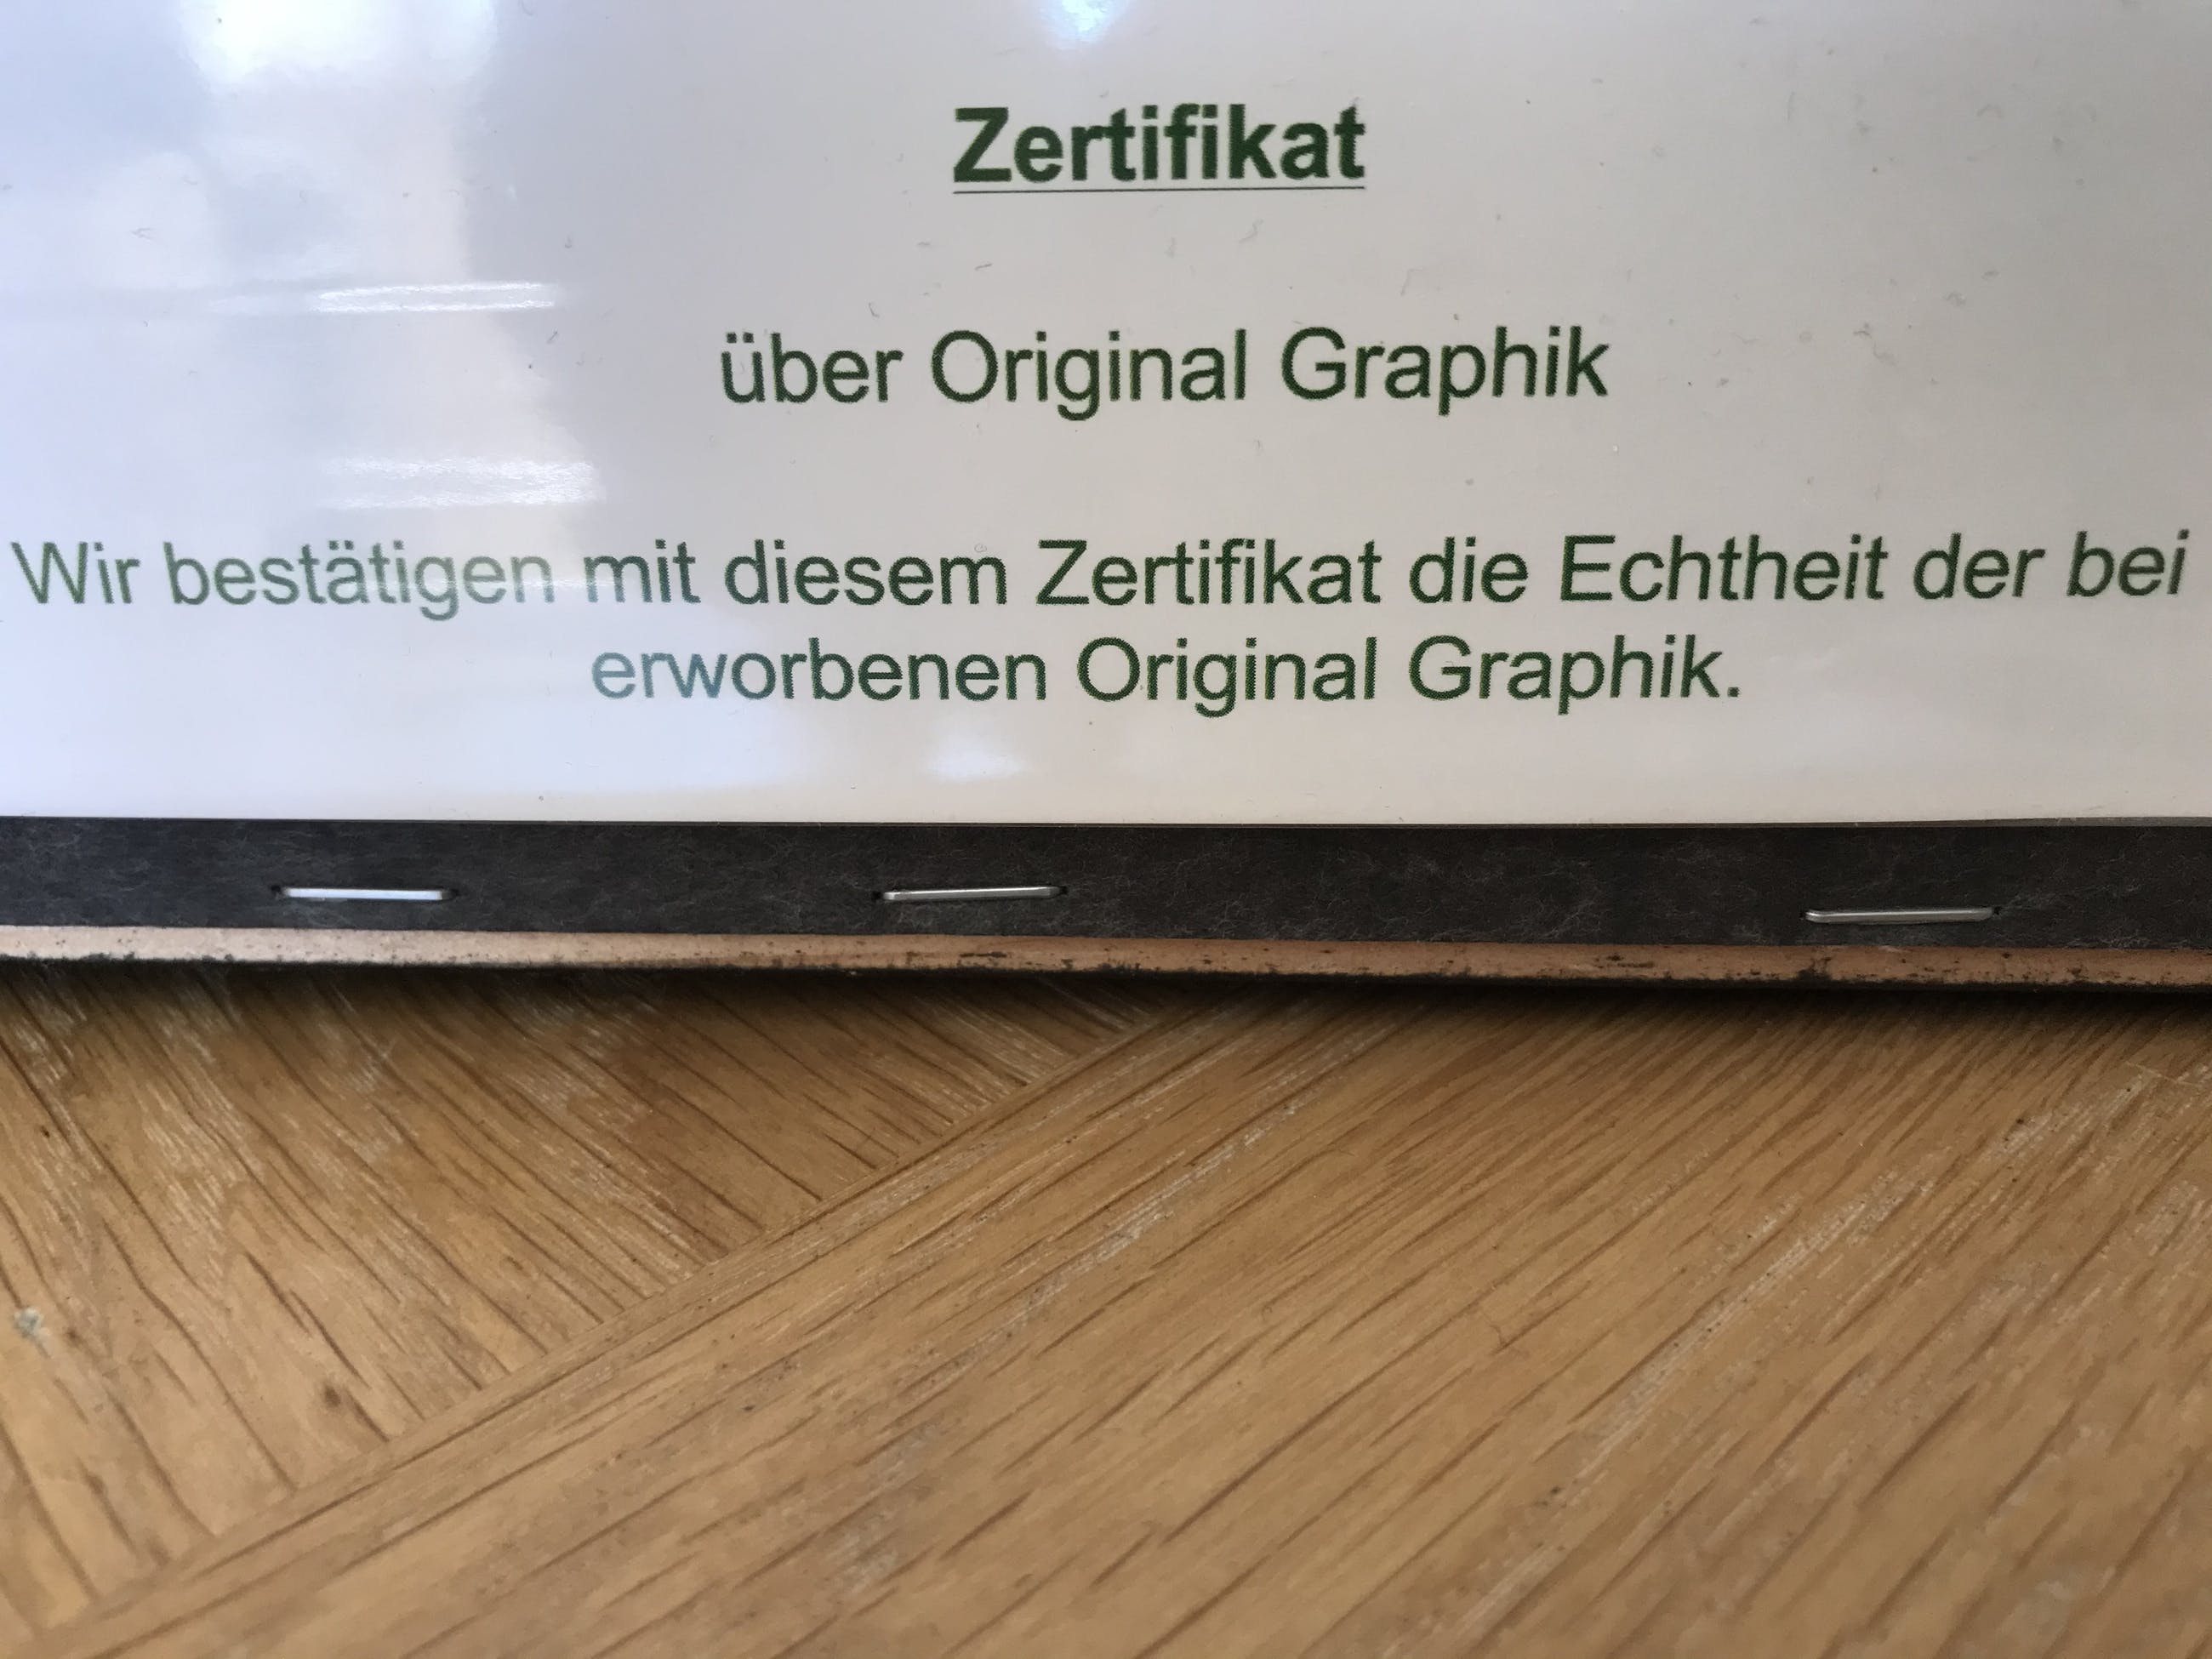 Zertifikat
über Original Graphik
Wir bestätigen mit diesem Zertifikat die Echtheit der bei
erworbenen Original Graphik.